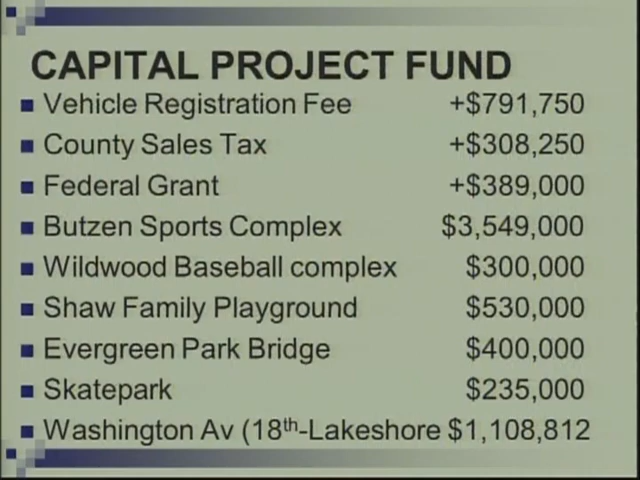 CAPITAL PROJECT FUND
Vehicle Registration Fee +$791,750
County Sales Tax +$308,250
Federal Grant +$389,000
Butzen Sports Complex $3,549,000
Wildwood Baseball complex $300,000
Shaw Family Playground $530,000
Evergreen Park Bridge $400,000
Skatepark $235,000
Washington Av (18th-Lakeshore $1,108,812